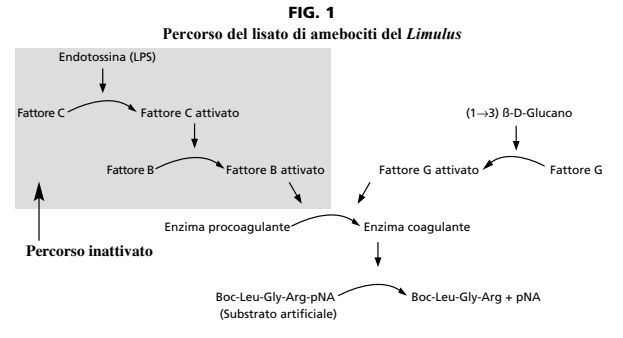 FIG. 1
Percorso del lisato di amebociti del Limulus
Endotossina (LPS)
Fattore C
Fattore C attivato
(1→3) ß-D-Glucano
Fattore B
Fattore B attivato
Fattore G attivato
Fattore G
Enzima procoagulante
Enzima coagulante
Percorso inattivato
Boc-Leu-Gly-Arg-pNA
(Substrato artificiale)
Boc-Leu-Gly-Arg + pNA